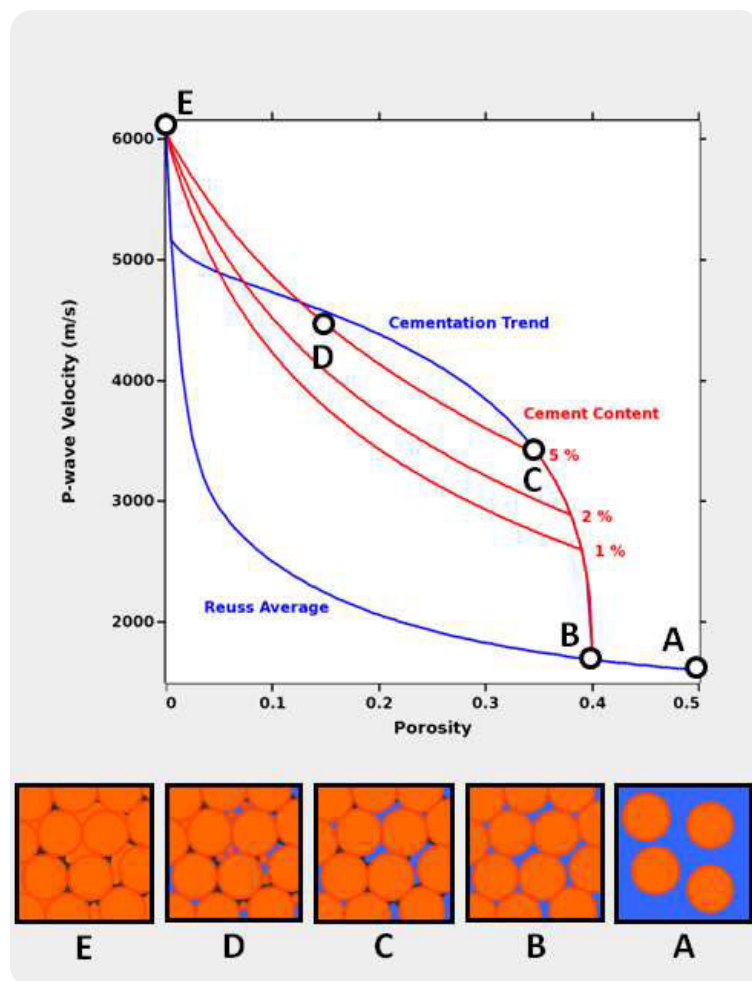 E
6000
5000
Cementation Trend
D
4000
Cement Content
5 %
C
3000
2 %
1 %
P-wave Velocity (m/s)
Reuss Average
2000
B
A
0 0.1 0.2 0.3 0.4 0.5
Porosity
E D C B A